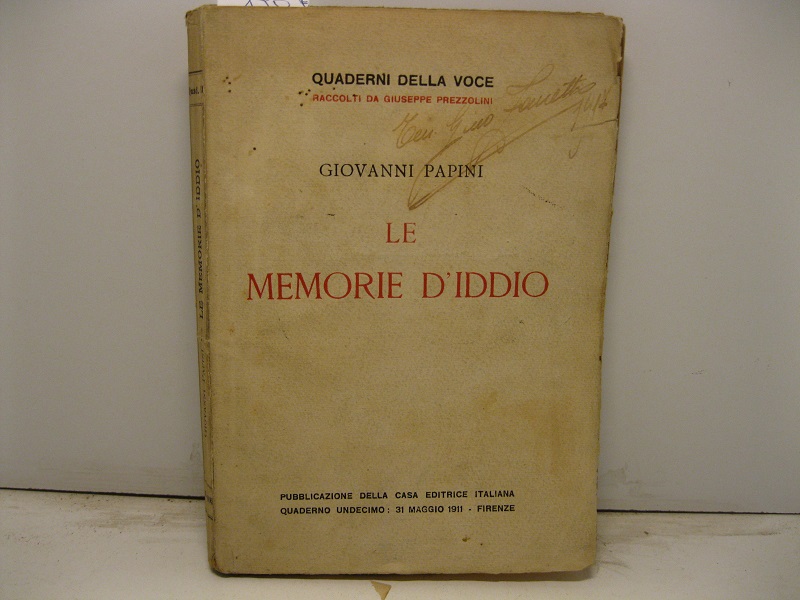 QUADERNI DELLA VOCE
RACCOLTI DA GIUSEPPE PREZZOLINI
GIOVANNI PAPINI
LE
MEMORIE D'IDDIO
PUBBLICAZIONE DELLA CASA EDITRICE ITALIANA
QUADERNO UNDECIMO: 31 MAGGIO 1911 - FIRENZE
LE MEMORIE D'IDDIO